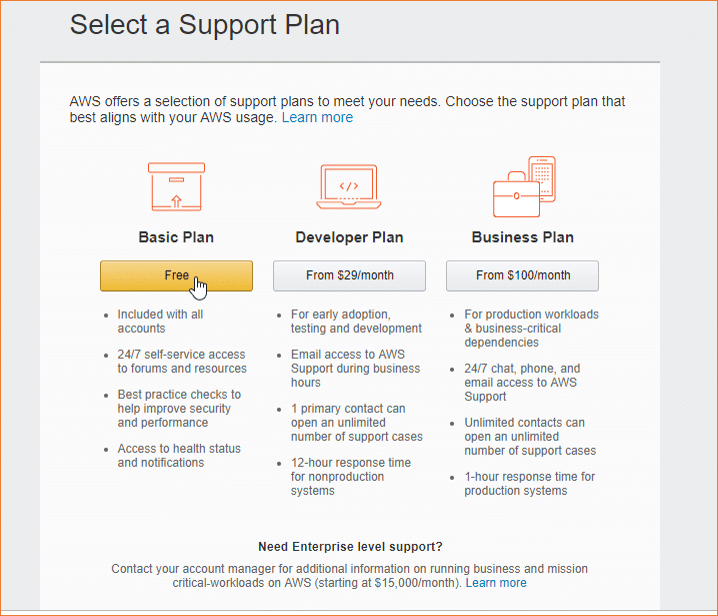 Select a Support Plan
AWS offers a selection of support plans to meet your needs. Choose the support plan that
best aligns with your AWS usage. Learn more
</>
Basic Plan
Free
Included with all
accounts
24/7 self-service access
to forums and resources
Best practice checks to
help improve security
and performance
Access to health status
and notifications
Developer Plan
From $29/month
For early adoption,
testing and development
Email access to AWS
Support during business
hours
1 primary contact can
open an unlimited
number of support cases
12-hour response time
for nonproduction
systems
Business Plan
From $100/month
For production workloads
& business-critical
dependencies
24/7 chat, phone, and
email access to AWS
Support
Unlimited contacts can
open an unlimited
number of support cases
1-hour response time for
production systems
Need Enterprise level support?
Contact your account manager for additional information on running business and mission
critical-workloads on AWS (starting at $15,000/month). Learn more